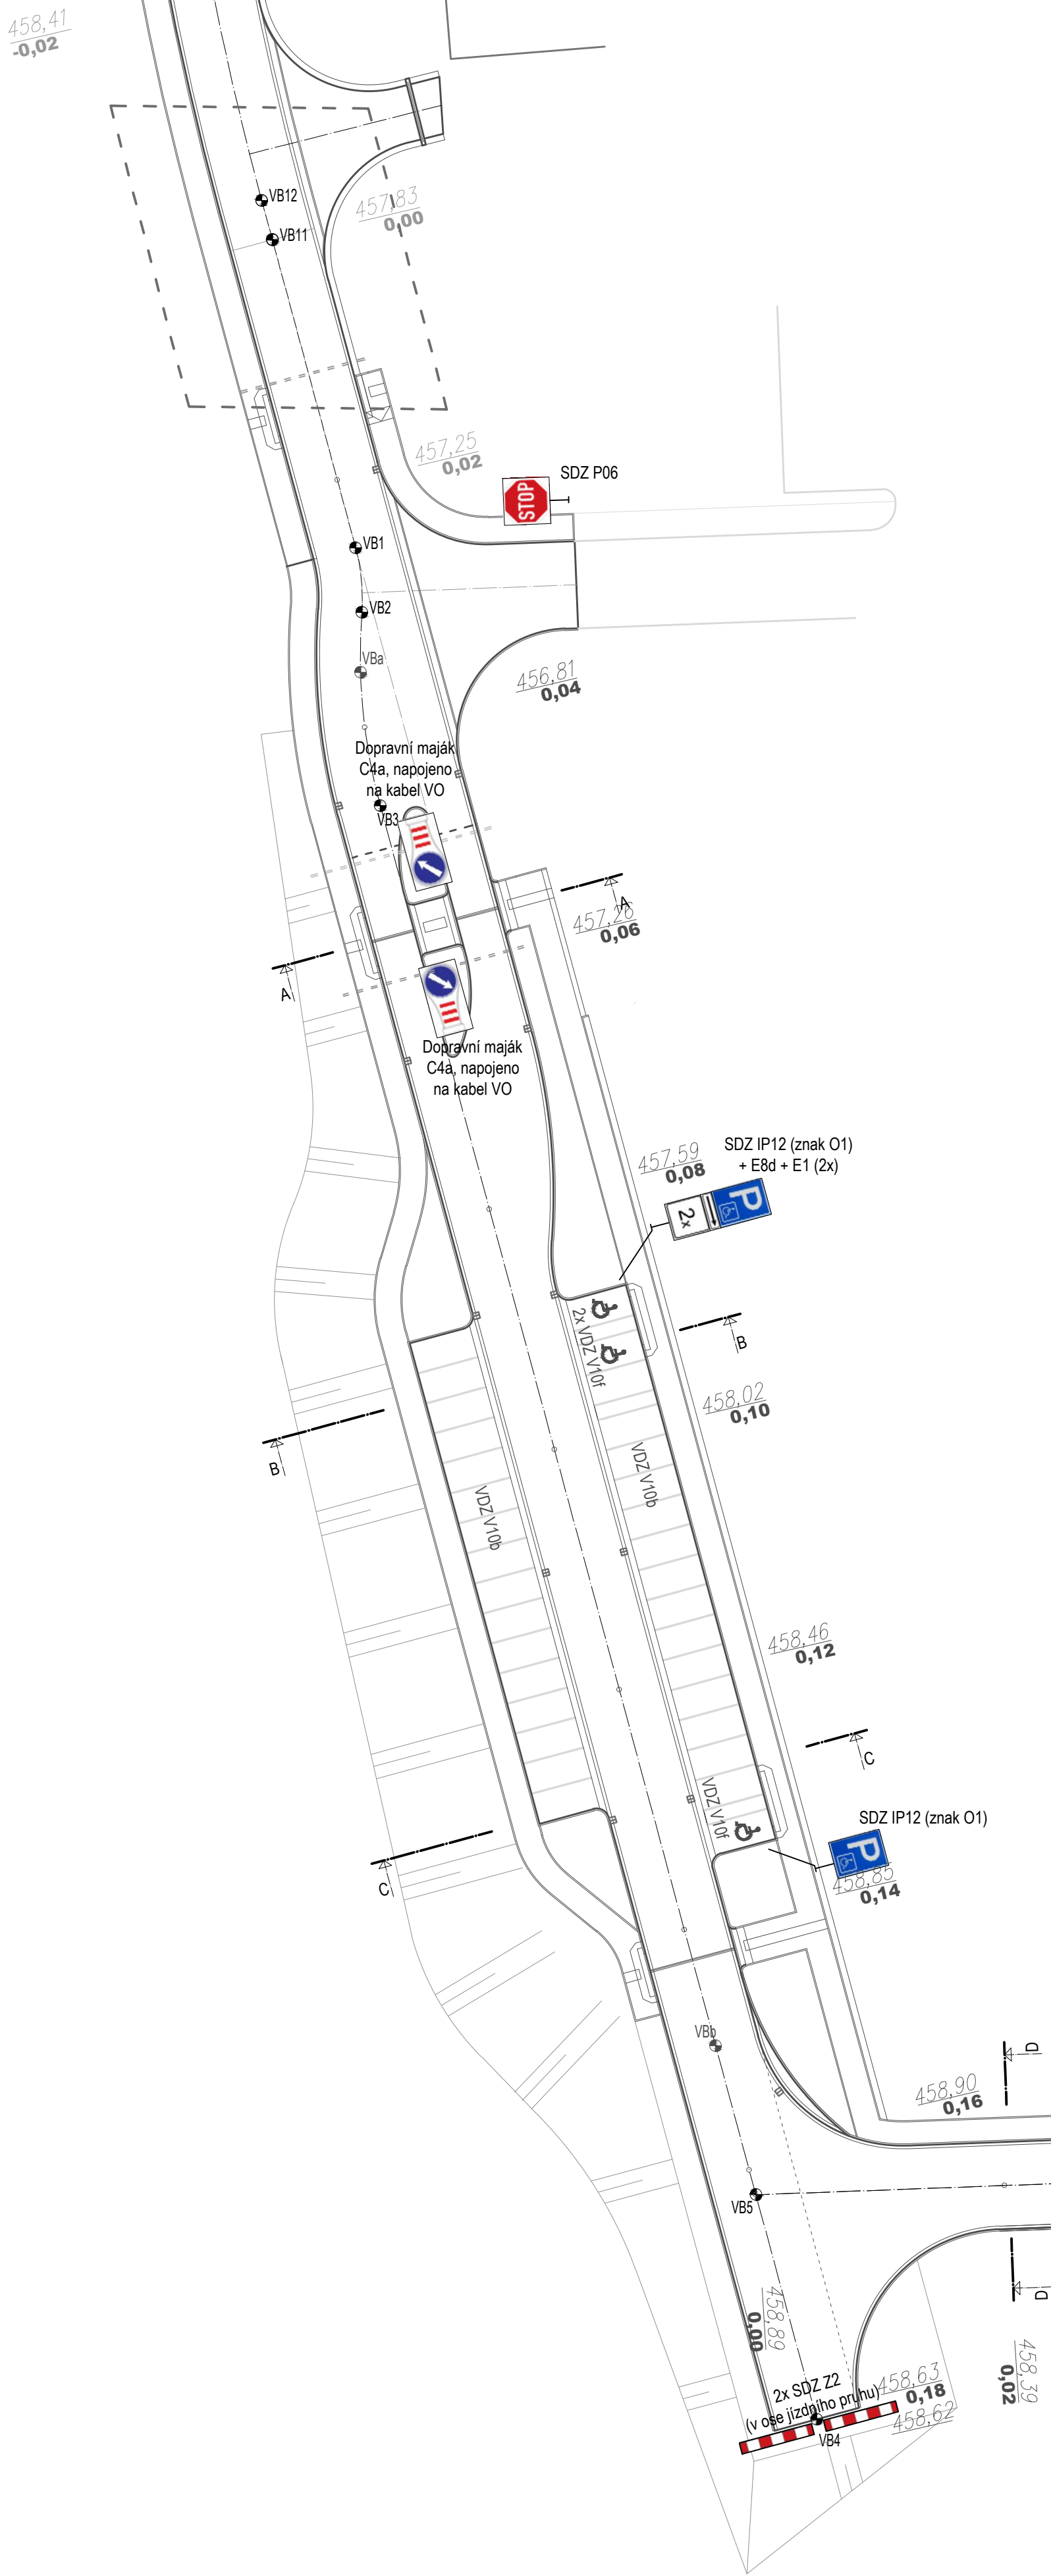 458,41
-0,02
VB12
457,83
0,00
VB11
457,25
0,02
SDZ P06
STOP
VB1
VB2
VBa
456,81
0,04
Dopravní maják
C4a, napojeno
na kabel VO
VB3
A
457,26
0,06
A
Dopravní maják
C4a, napojeno
na kabel VO
SDZ IP12 (znak O1)
+ E8d + E1 (2x)
457,59
0,08
P
2x
2x VDZ V10f
B
458,02
0,10
B
VDZ V10b
VDZ V10b
458,46
0,12
C
VDZ V10f
SDZ IP12 (znak O1)
P
C
458,85
0,14
VBb
D
458,90
0,16
VB5
D
458,89
0,00
458,39
0,02
2x SDZ Z2
(v ose jízdního pruhu)
458,63
0,18
458,62
VB4